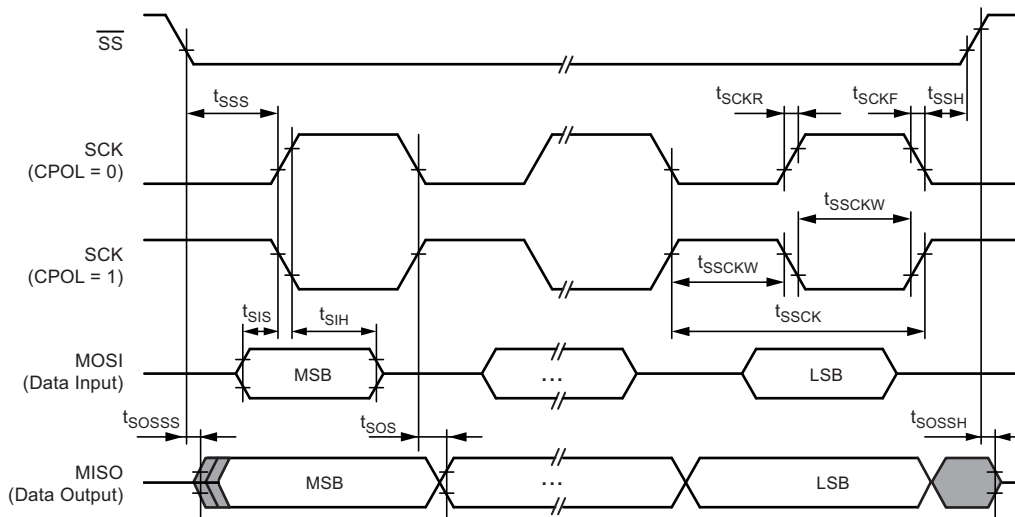 SS
tSSS
tSCKR
tSCKF
tSSH
SCK
(CPOL = 0)
tSSCKW
SCK
(CPOL = 1)
tSSCKW
tSIS
tSIH
tSSCK
MOSI
(Data Input)
MSB
...
LSB
tSOSSS
tSOS
tSOSSH
MISO
(Data Output)
MSB
...
LSB